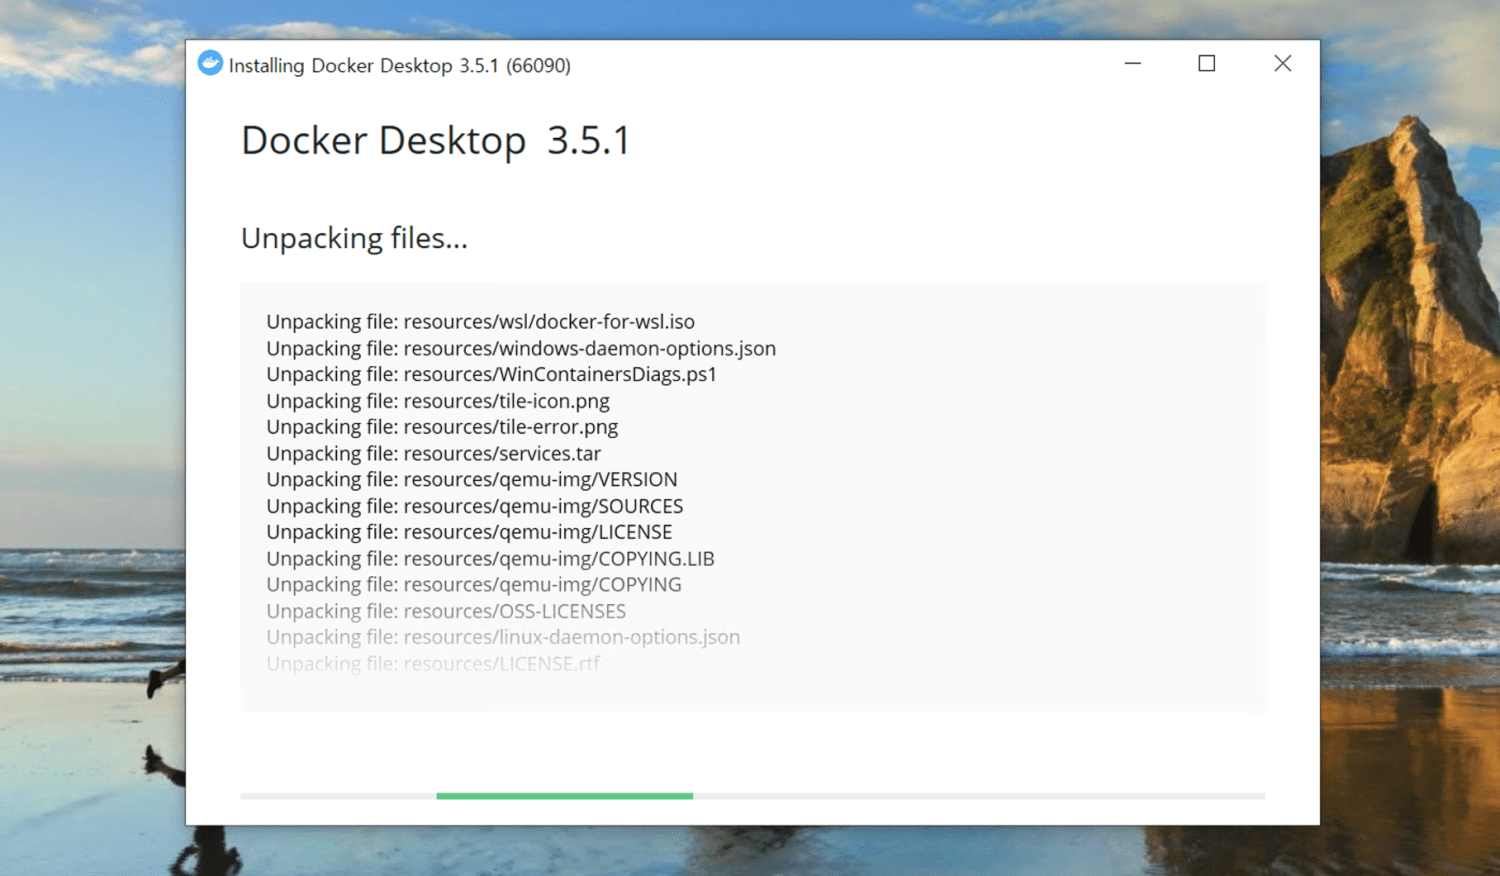 Installing Docker Desktop 3.5.1 (66090)
Docker Desktop 3.5.1
Unpacking files...
Unpacking file: resources/wsl/docker-for-wsl.iso
Unpacking file: resources/windows-daemon-options.json
Unpacking file: resources/WinContainersDiags.ps1
Unpacking file: resources/tile-icon.png
Unpacking file: resources/tile-error.png
Unpacking file: resources/services.tar
Unpacking file: resources/qemu-img/VERSION
Unpacking file: resources/qemu-img/SOURCES
Unpacking file: resources/qemu-img/LICENSE
Unpacking file: resources/qemu-img/COPYING.LIB
Unpacking file: resources/qemu-img/COPYING
Unpacking file: resources/OSS-LICENSES
Unpacking file: resources/linux-daemon-options.json
Unpacking file: resources/LICENSE.rtf